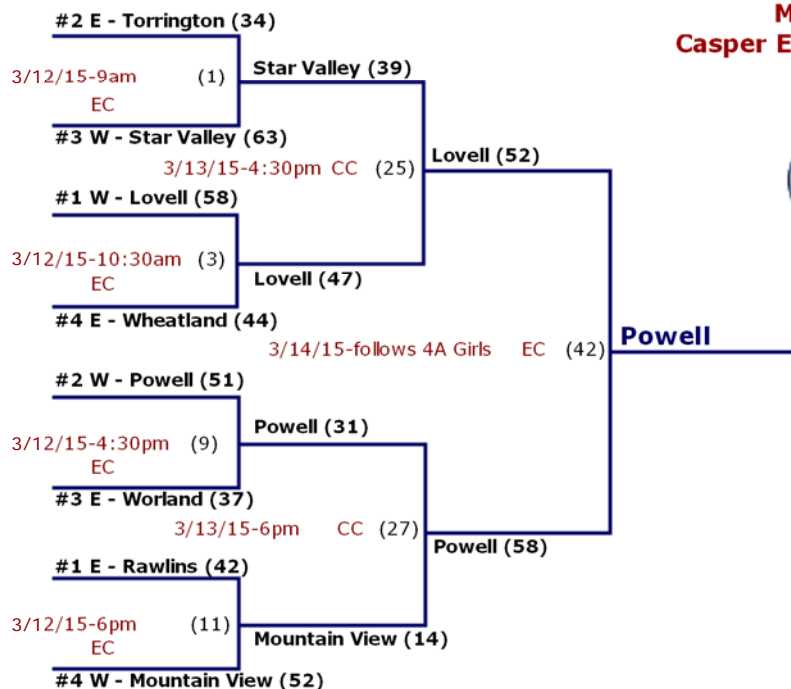 #2 E - Torrington (34)
M
Casper E
3/12/15-9am (1)
EC
Star Valley (39)
#3 W - Star Valley (63)
3/13/15-4:30pm CC (25)
Lovell (52)
#1 W - Lovell (58)
3/12/15-10:30am (3)
EC
Lovell (47)
#4 E - Wheatland (44)
3/14/15-follows 4A Girls EC (42)
Powell
#2 W - Powell (51)
3/12/15-4:30pm (9)
EC
Powell (31)
#3 E - Worland (37)
3/13/15-6pm CC (27)
Powell (58)
#1 E - Rawlins (42)
3/12/15-6pm (11)
EC
Mountain View (14)
#4 W - Mountain View (52)